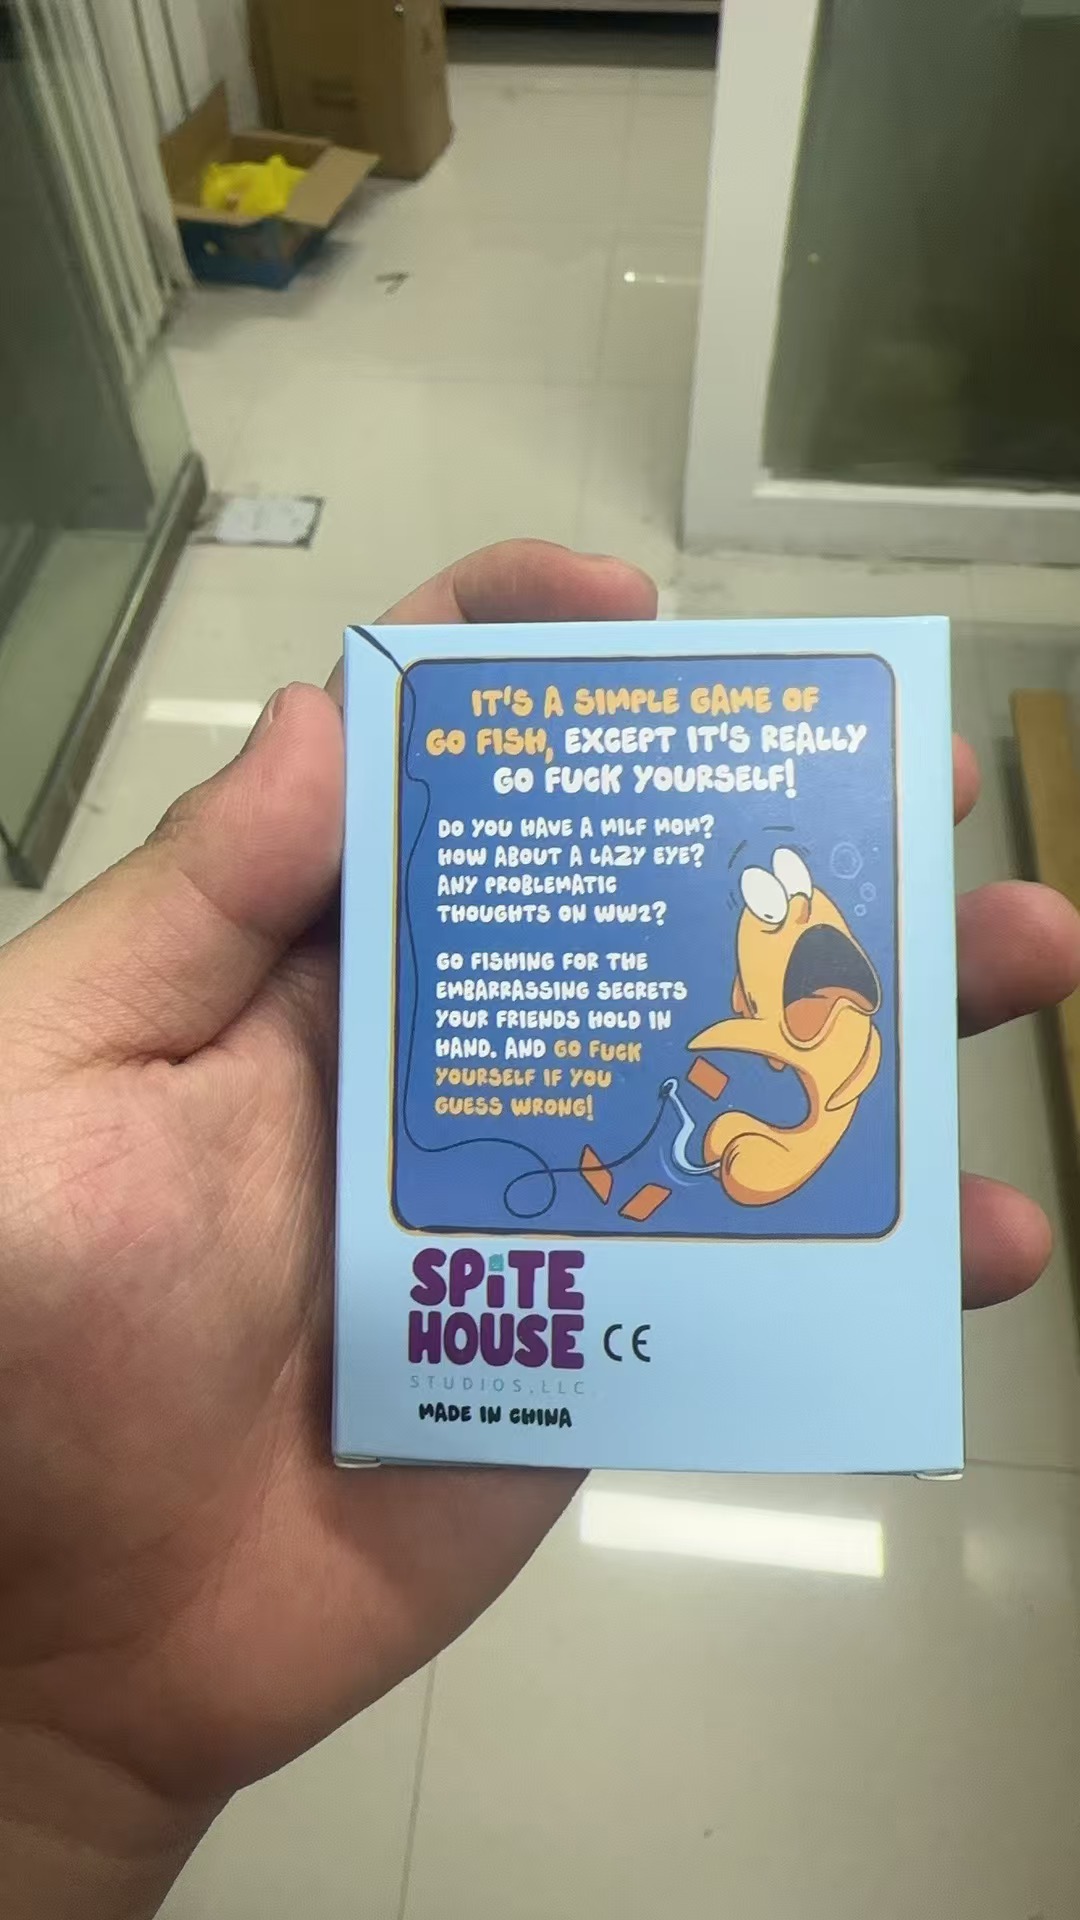 IT'S A SIMPLE GAME OF
GO FISH, EXCEPT IT'S REALLY
GO FUCK YOURSELF!
DO YOU HAVE A MILF MOM?
HOW ABOUT A LAZY EYE?
ANY PROBLEMATIC
THOUGHTS ON WW2?
GO FISHING FOR THE
EMBARRASSING SECRETS
YOUR FRIENDS HOLD IN
HAND. AND GO FUCK
YOURSELF IF YOU
GUESS WRONG!
SPiTE
HOUSE CE
STUDIOS, LLC
MADE IN CHINA